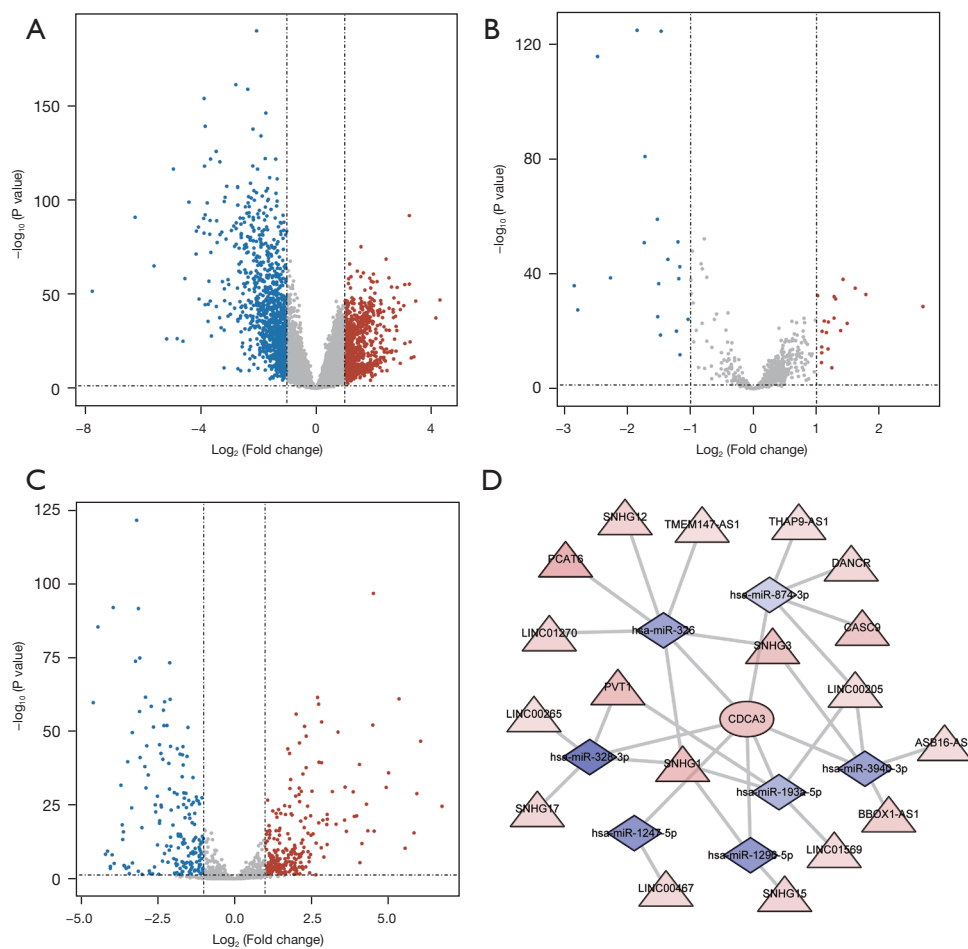 A
150
100
50
0
−log₁₀ (P value)
−8
−4
0
4
Log₂ (Fold change)
B
120
80
40
0
−log₁₀ (P value)
−3
−2
−1
0
1
2
Log₂ (Fold change)
C
125
100
75
50
25
0
−log₁₀ (P value)
−5.0
−2.5
0.0
2.5
5.0
Log₂ (Fold change)
D
SNHG12
TMEM147-AS1
THAP9-AS1
PCAT6
DANCR
hsa-miR-874-3p
LINC01270
hsa-miR-326
CASC9
SNHG3
PVT1
LINC00205
LINC00265
CDCA3
ASB16-AS
hsa-miR-328-3p
SNHG1
hsa-miR-3940-3p
hsa-miR-193a-5p
SNHG17
BBOX1-AS1
hsa-miR-1247-5p
hsa-miR-1296-5p
LINC01569
LINC00467
SNHG15